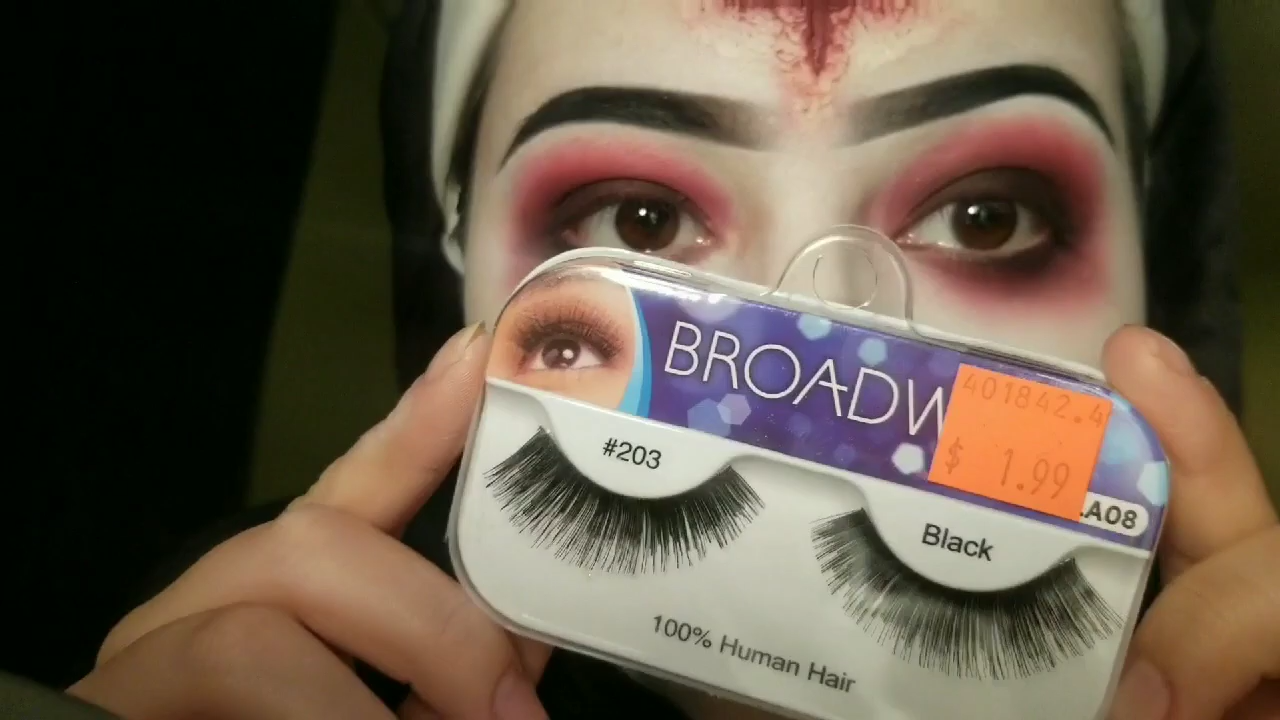 BROADW
401842.4
$ 1.99
.A08
#203
Black
100% Human Hair